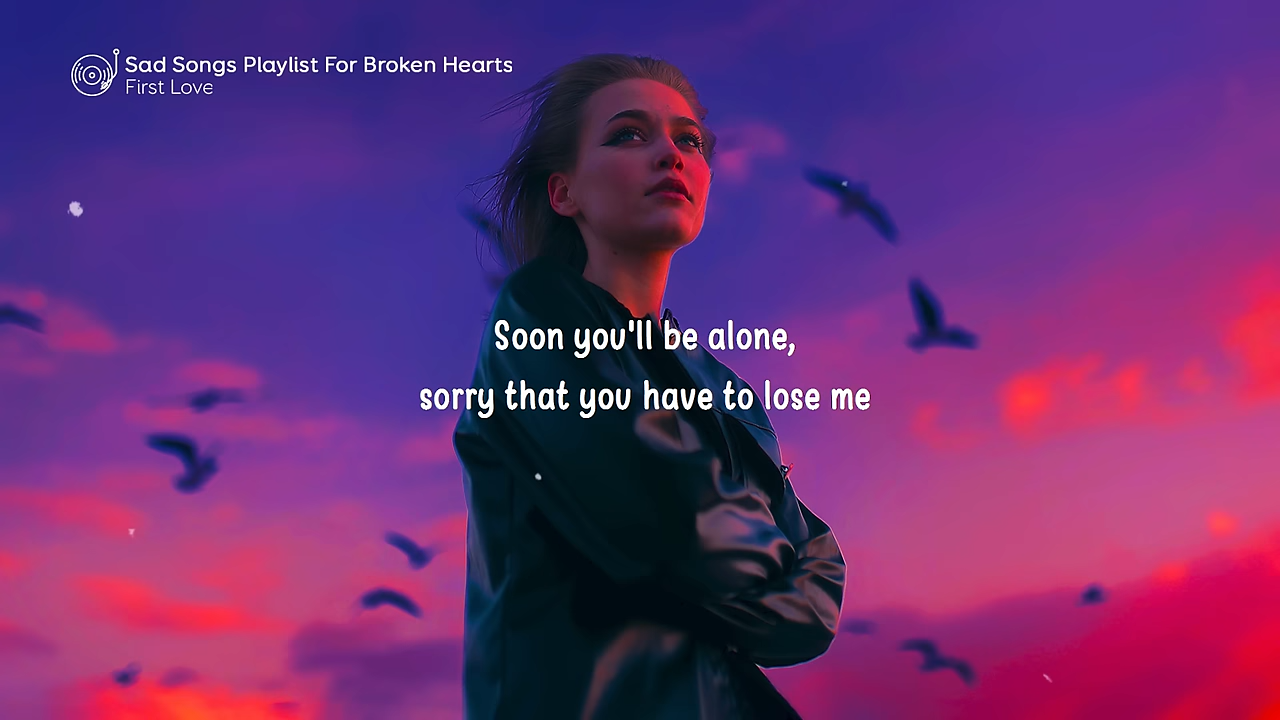 Sad Songs Playlist For Broken Hearts
First Love
Soon you'll be alone,
sorry that you have to lose me